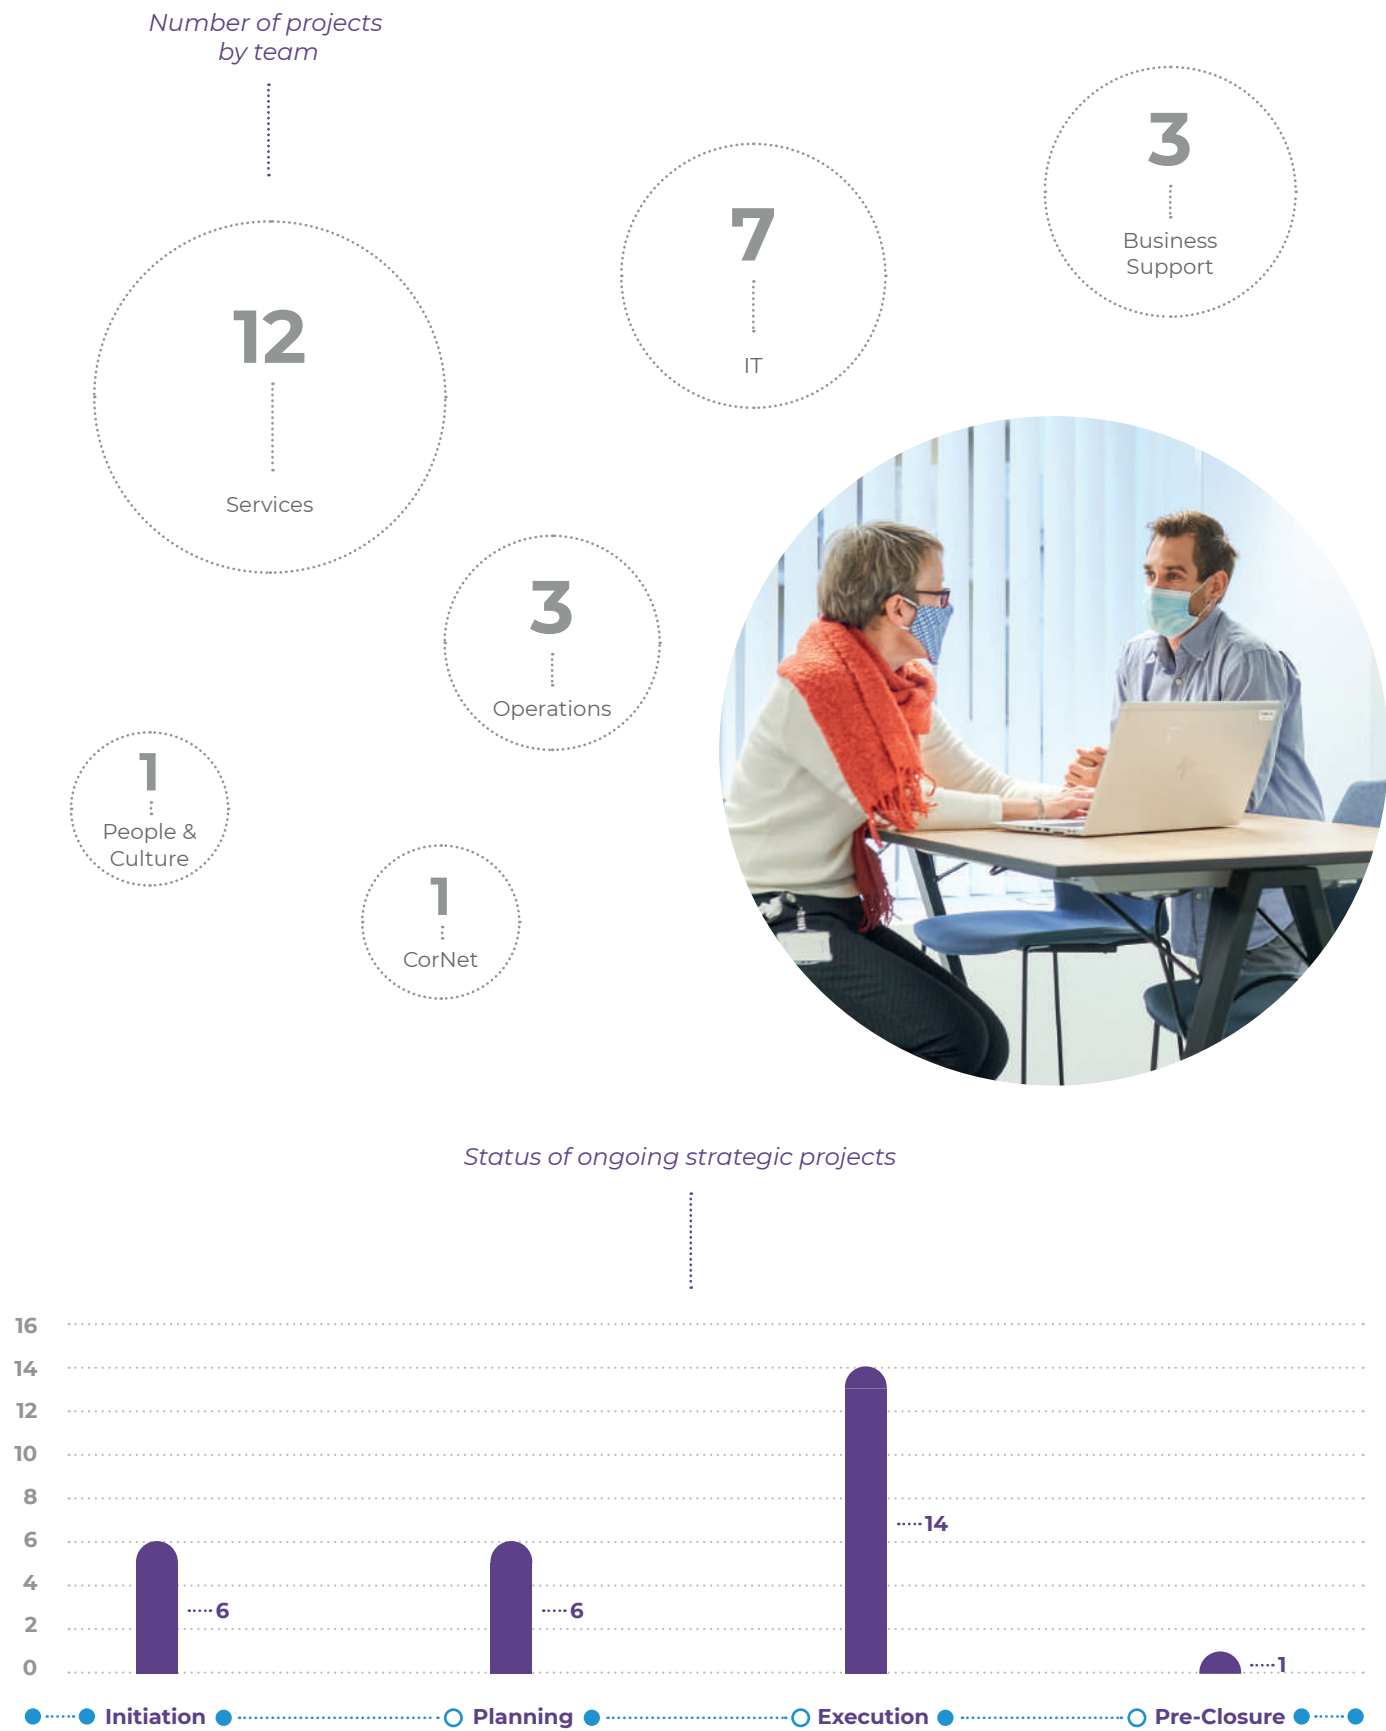 Number of projects
by team
3
Business
Support
7
IT
12
Services
3
Operations
1
People &
Culture
1
CorNet
Status of ongoing strategic projects
16
14
12
10
8
6
4
2
0
6
6
14
1
Initiation
Planning
Execution
Pre-Closure